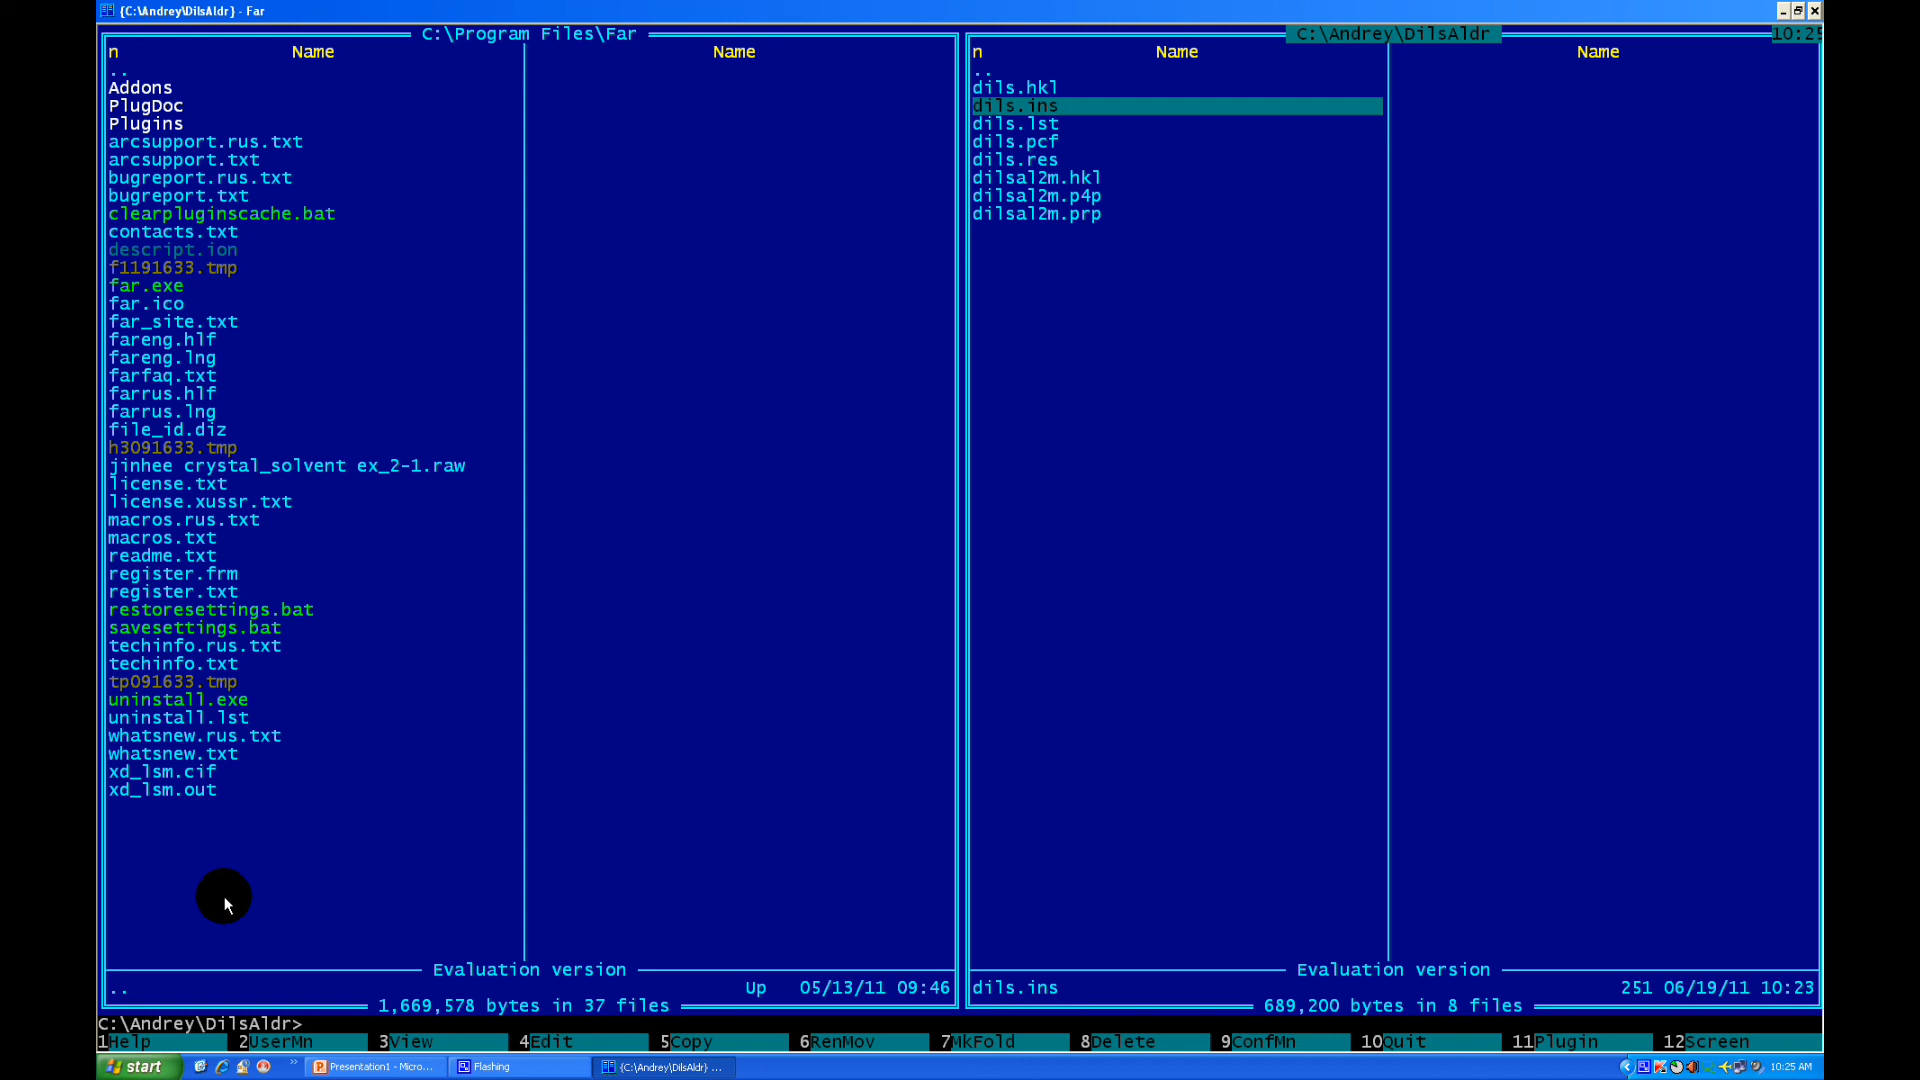 {C:\Andrey\DilsAldr} - Far
C:\Program Files\Far
n Name Name
..
Addons
PlugDoc
Plugins
arcsupport.rus.txt
arcsupport.txt
bugreport.rus.txt
bugreport.txt
clearpluginscache.bat
contacts.txt
descript.ion
f1191633.tmp
far.exe
far.ico
far_site.txt
fareng.hlf
fareng.lng
farfaq.txt
farrus.hlf
farrus.lng
file_id.diz
h3091633.tmp
jinhee crystal_solvent ex_2-1.raw
license.txt
license.xussr.txt
macros.rus.txt
macros.txt
readme.txt
register.frm
register.txt
restoresettings.bat
savesettings.bat
techinfo.rus.txt
techinfo.txt
tp091633.tmp
uninstall.exe
uninstall.lst
whatsnew.rus.txt
whatsnew.txt
xd_lsm.cif
xd_lsm.out
Evaluation version
.. Up 05/13/11 09:46
1,669,578 bytes in 37 files
C:\Andrey\DilsAldr 10:25
n Name Name
..
dils.hkl
dils.ins
dils.lst
dils.pcf
dils.res
dilsal2m.hkl
dilsal2m.p4p
dilsal2m.prp
Evaluation version
dils.ins 251 06/19/11 10:23
689,200 bytes in 8 files
C:\Andrey\DilsAldr>
1Help 2UserMn 3View 4Edit 5Copy 6RenMov 7MkFold 8Delete 9ConfMn 10Quit 11Plugin 12Screen
start Presentation1 - Micro... Flashing {C:\Andrey\DilsAldr} ... 10:25 AM